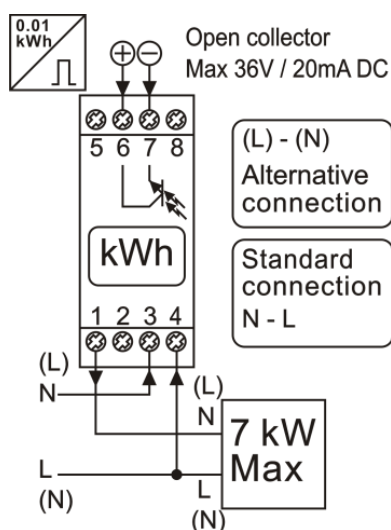 0.01
kWh
+ −
Open collector
Max 36V / 20mA DC
5 6 7 8
kWh
1 2 3 4
(L) - (N)
Alternative
connection
Standard
connection
N - L
(L)
N
L
(N)
(L)
N
7 kW
Max
L
(N)